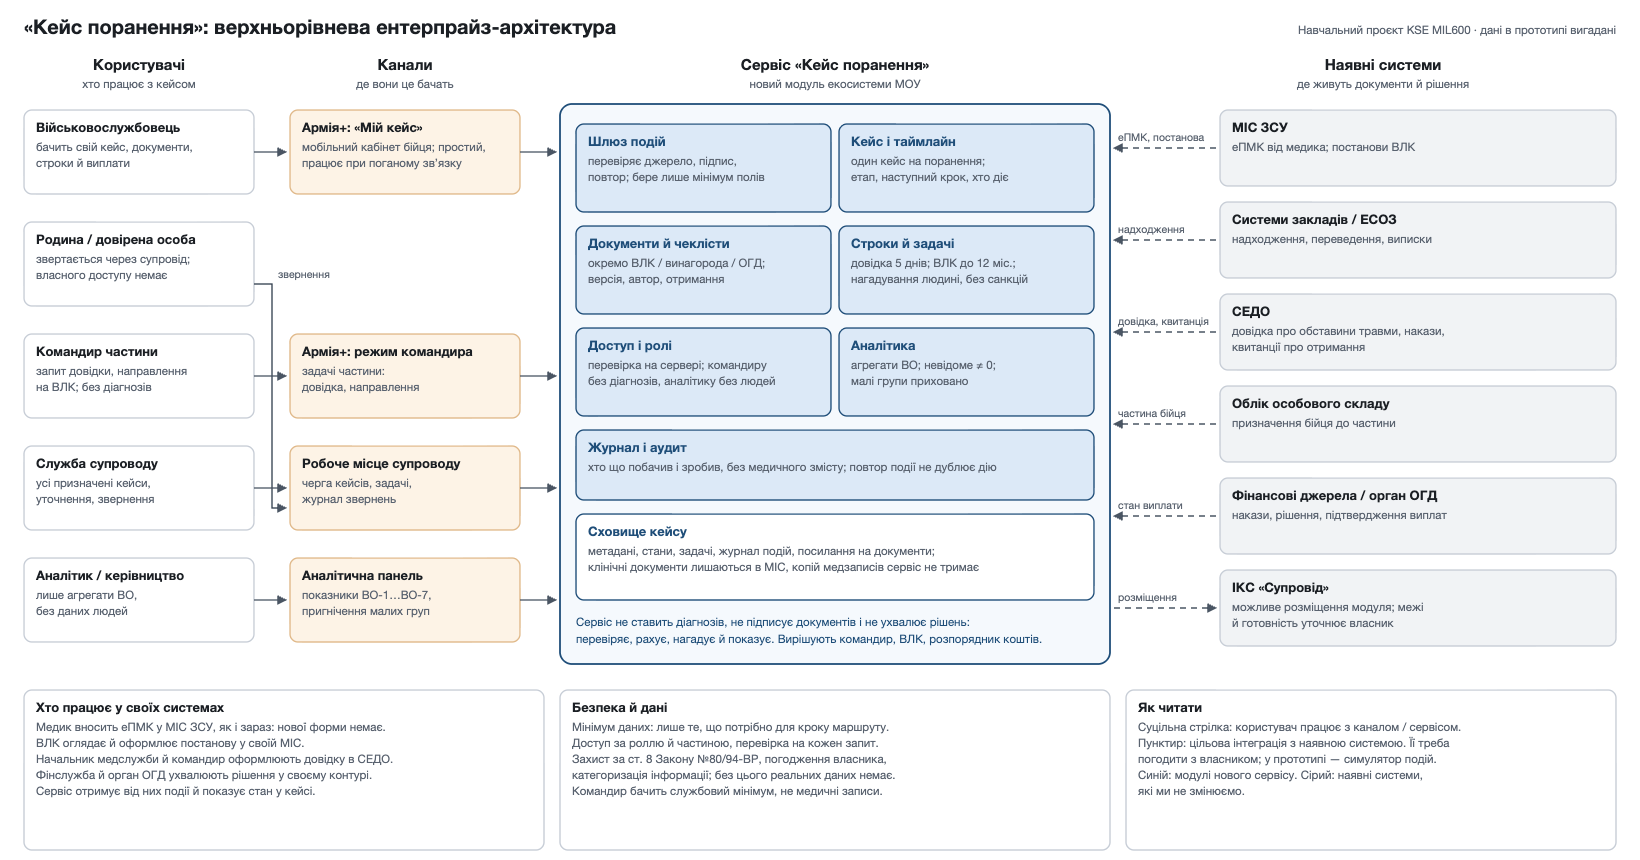 «Кейс поранення»: верхньорівнева ентерпрайз-архітектура
Навчальний проєкт KSE MIL600 · дані в прототипі вигадані
Користувачі
хто працює з кейсом
Канали
де вони це бачать
Сервіс «Кейс поранення»
новий модуль екосистеми МОУ
Наявні системи
де живуть документи й рішення
Військовослужбовець
бачить свій кейс, документи,
строки й виплати
Родина / довірена особа
звертається через супровід;
власного доступу немає
звернення
Командир частини
запит довідки, направлення
на ВЛК; без діагнозів
Служба супроводу
усі призначені кейси,
уточнення, звернення
Аналітик / керівництво
лише агрегати ВО,
без даних людей
Армія+: «Мій кейс»
мобільний кабінет бійця; простий,
працює при поганому зв’язку
Армія+: режим командира
задачі частини:
довідка, направлення
Робоче місце супроводу
черга кейсів, задачі,
журнал звернень
Аналітична панель
показники ВО-1…ВО-7,
пригнічення малих груп
Шлюз подій
перевіряє джерело, підпис,
повтор; бере лише мінімум полів
Кейс і таймлайн
один кейс на поранення;
етап, наступний крок, хто діє
Документи й чеклісти
окремо ВЛК / винагорода / ОГД;
версія, автор, отримання
Строки й задачі
довідка 5 днів; ВЛК до 12 міс.;
нагадування людині, без санкцій
Доступ і ролі
перевірка на сервері; командиру
без діагнозів, аналітику без людей
Аналітика
агрегати ВО; невідоме ≠ 0;
малі групи приховано
Журнал і аудит
хто що побачив і зробив, без медичного змісту; повтор події не дублює дію
Сховище кейсу
метадані, стани, задачі, журнал подій, посилання на документи;
клінічні документи лишаються в МІС, копій медзаписів сервіс не тримає
Сервіс не ставить діагнозів, не підписує документів і не ухвалює рішень:
перевіряє, рахує, нагадує й показує. Вирішують командир, ВЛК, розпорядник коштів.
еПМК, постанова
надходження
довідка, квитанція
частина бійця
стан виплати
розміщення
МІС ЗСУ
еПМК від медика; постанови ВЛК
Системи закладів / ЕСОЗ
надходження, переведення, виписки
СЕДО
довідка про обставини травми, накази,
квитанції про отримання
Облік особового складу
призначення бійця до частини
Фінансові джерела / орган ОГД
накази, рішення, підтвердження виплат
ІКС «Супровід»
можливе розміщення модуля; межі
й готовність уточнює власник
Хто працює у своїх системах
Медик вносить еПМК у МІС ЗСУ, як і зараз: нової форми немає.
ВЛК оглядає й оформлює постанову у своїй МІС.
Начальник медслужби й командир оформлюють довідку в СЕДО.
Фінслужба й орган ОГД ухвалюють рішення у своєму контурі.
Сервіс отримує від них події й показує стан у кейсі.
Безпека й дані
Мінімум даних: лише те, що потрібно для кроку маршруту.
Доступ за роллю й частиною, перевірка на кожен запит.
Захист за ст. 8 Закону №80/94-ВР, погодження власника,
категоризація інформації; без цього реальних даних немає.
Командир бачить службовий мінімум, не медичні записи.
Як читати
Суцільна стрілка: користувач працює з каналом / сервісом.
Пунктир: цільова інтеграція з наявною системою. Її треба
погодити з власником; у прототипі — симулятор подій.
Синій: модулі нового сервісу. Сірий: наявні системи,
які ми не змінюємо.